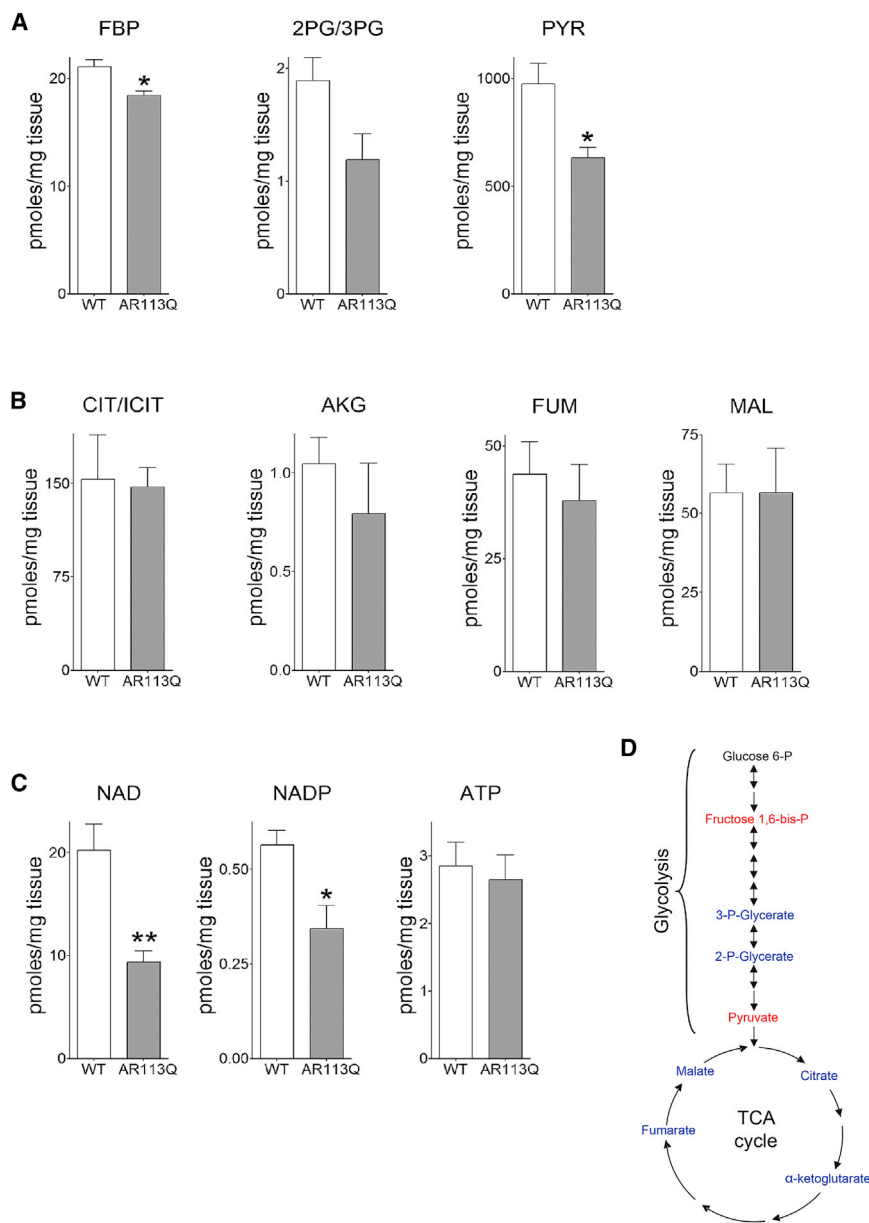 A
FBP
2PG/3PG
PYR
pmoles/mg tissue
20
10
0
WT
AR113Q
*
pmoles/mg tissue
2
1
0
WT
AR113Q
pmoles/mg tissue
1000
500
0
WT
AR113Q
*
B
CIT/ICIT
AKG
FUM
MAL
pmoles/mg tissue
150
75
0
WT
AR113Q
pmoles/mg tissue
1.0
0.5
0.0
WT
AR113Q
pmoles/mg tissue
50
25
0
WT
AR113Q
pmoles/mg tissue
75
50
25
0
WT
AR113Q
C
NAD
NADP
ATP
pmoles/mg tissue
20
10
0
WT
AR113Q
**
pmoles/mg tissue
0.50
0.25
0.00
WT
AR113Q
*
pmoles/mg tissue
3
2
1
0
WT
AR113Q
D
Glycolysis
Glucose 6-P
Fructose 1,6-bis-P
3-P-Glycerate
2-P-Glycerate
Pyruvate
Malate
Citrate
Fumarate
TCA
cycle
α-ketoglutarate